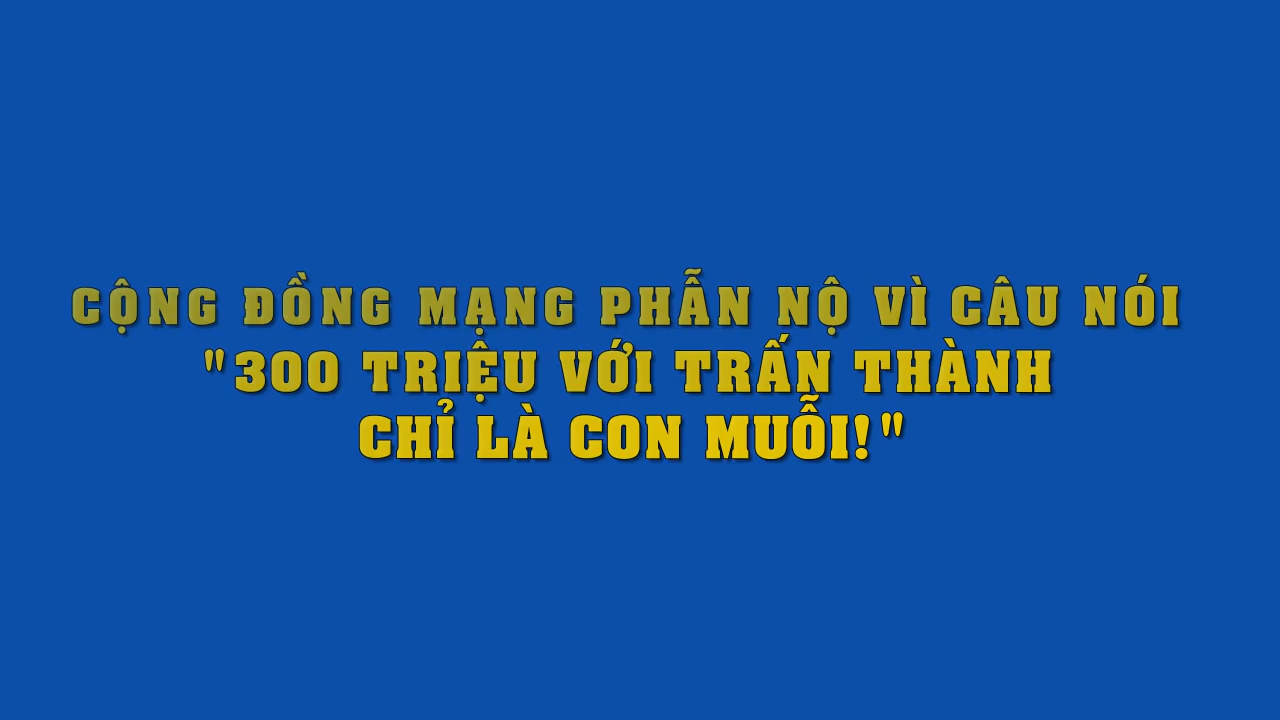 CỘNG ĐỒNG MẠNG PHẪN NỘ VÌ CÂU NÓI
"300 TRIỆU VỚI TRẤN THÀNH
CHỈ LÀ CON MUỖI!"